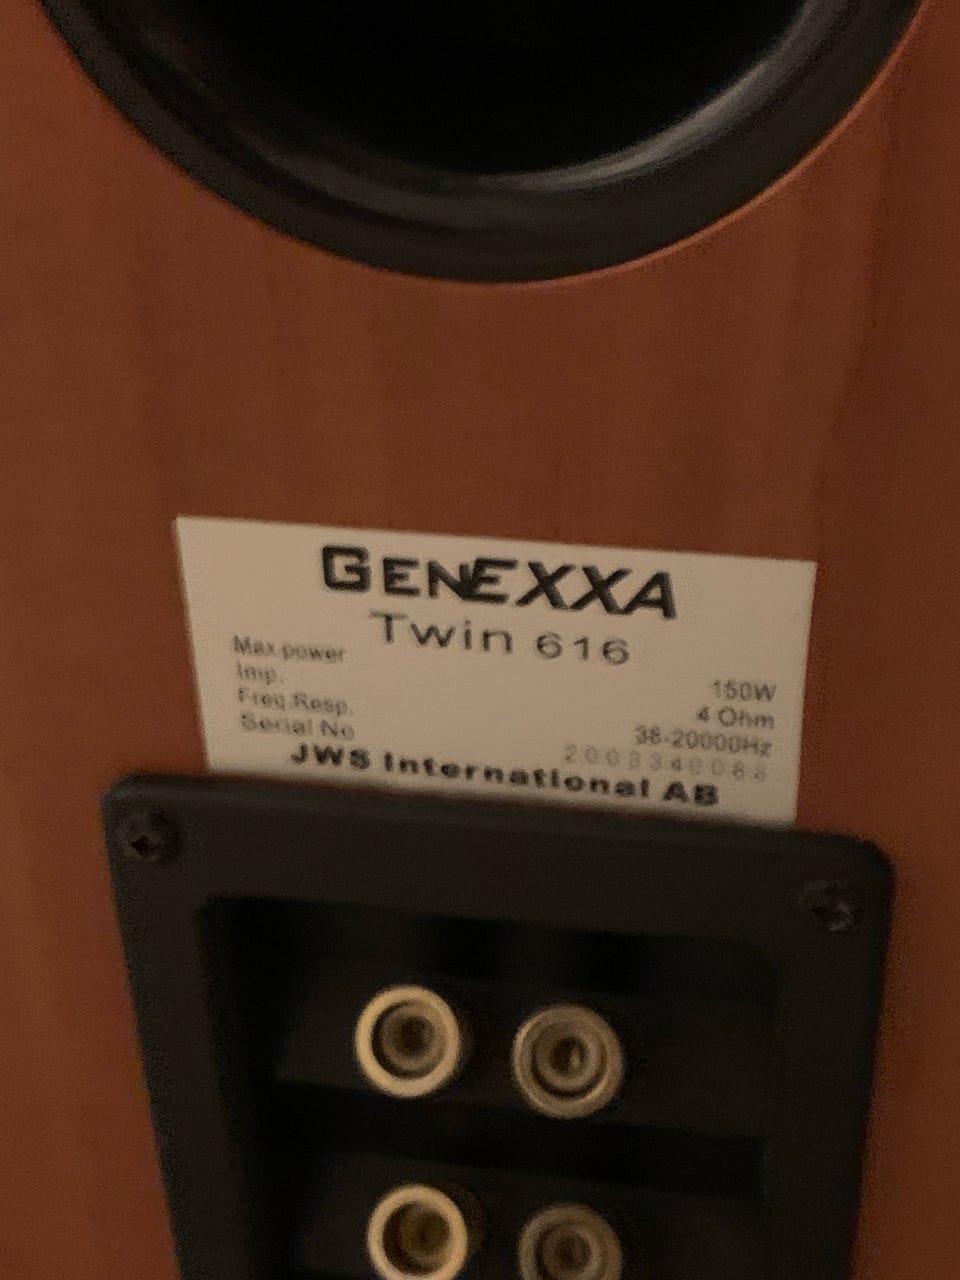 GENEXXA
Twin 616
Max power 150W
Imp. 4 Ohm
Freq.Resp. 38-20000Hz
Serial No
JWS International AB